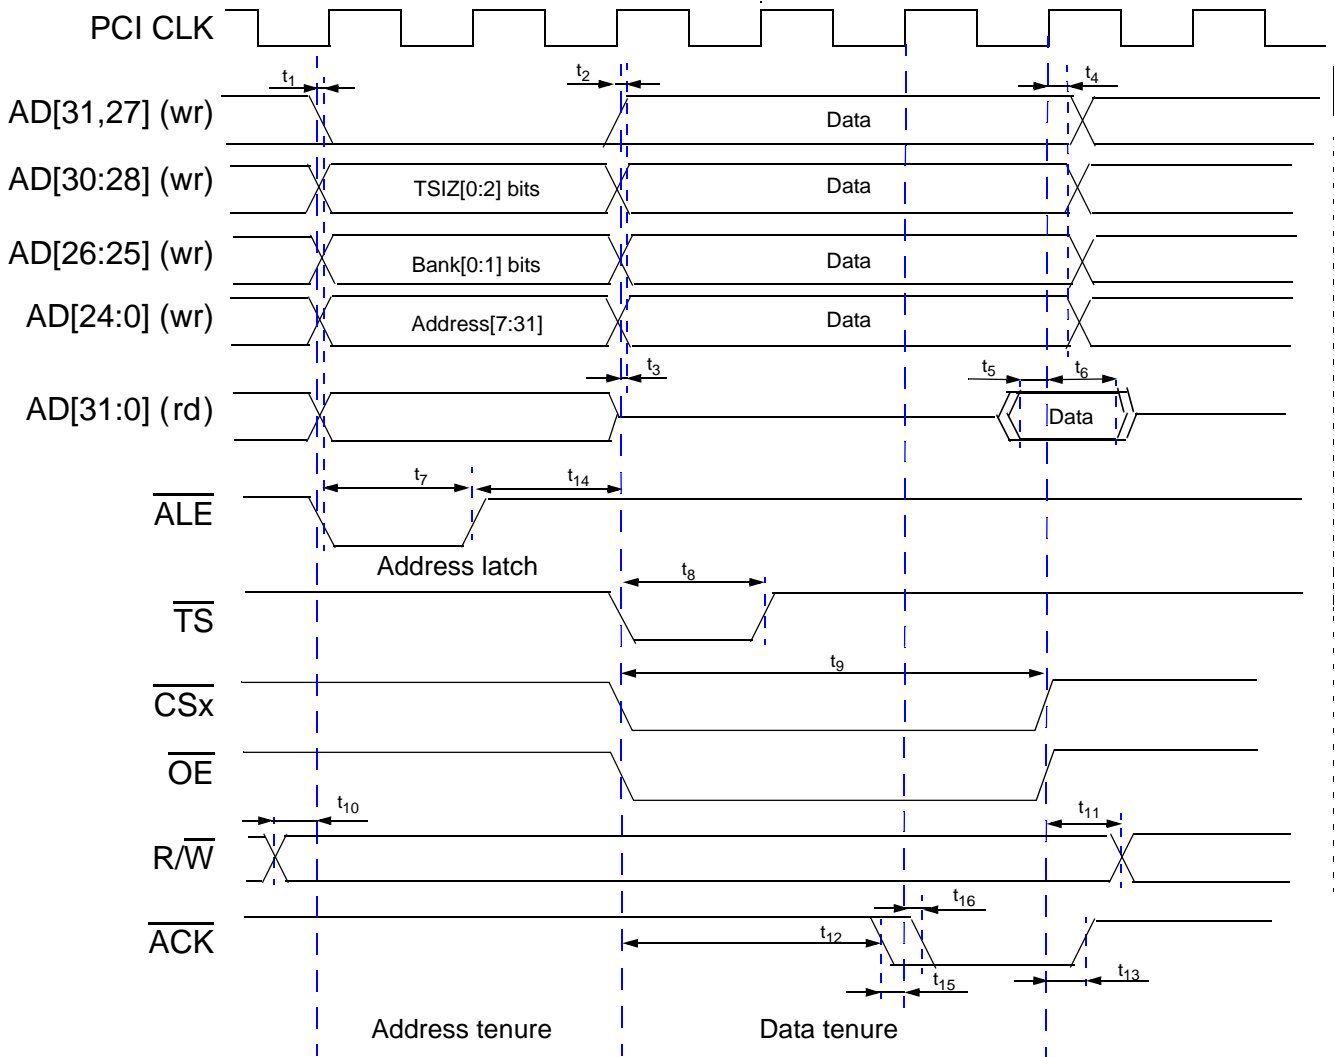 PCI CLK
t1 t2 t4
AD[31,27] (wr) Data
AD[30:28] (wr) TSIZ[0:2] bits Data
AD[26:25] (wr) Bank[0:1] bits Data
AD[24:0] (wr) Address[7:31] Data
t3 t5 t6
AD[31:0] (rd) Data
t7 t14
ALE
Address latch
t8
TS
t9
CSx
OE
t10 t11
R/W
t16
ACK t12
t15 t13
Address tenure Data tenure